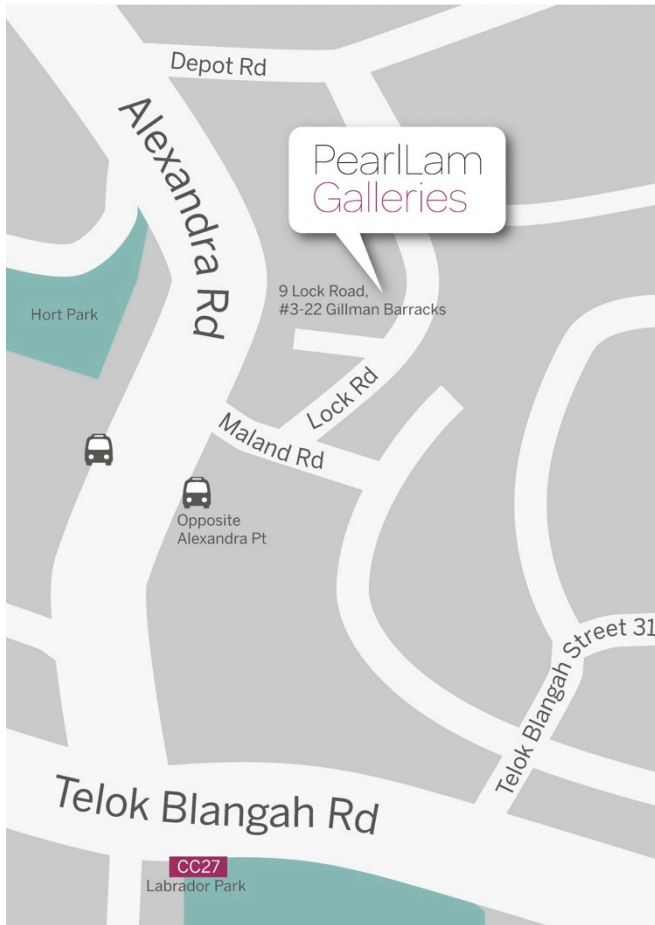 Depot Rd
Alexandra Rd
PearlLam
Galleries
9 Lock Road,
#3-22 Gillman Barracks
Hort Park
Lock Rd
Maland Rd
Opposite
Alexandra Pt
Telok Blangah Street 31
Telok Blangah Rd
CC27
Labrador Park